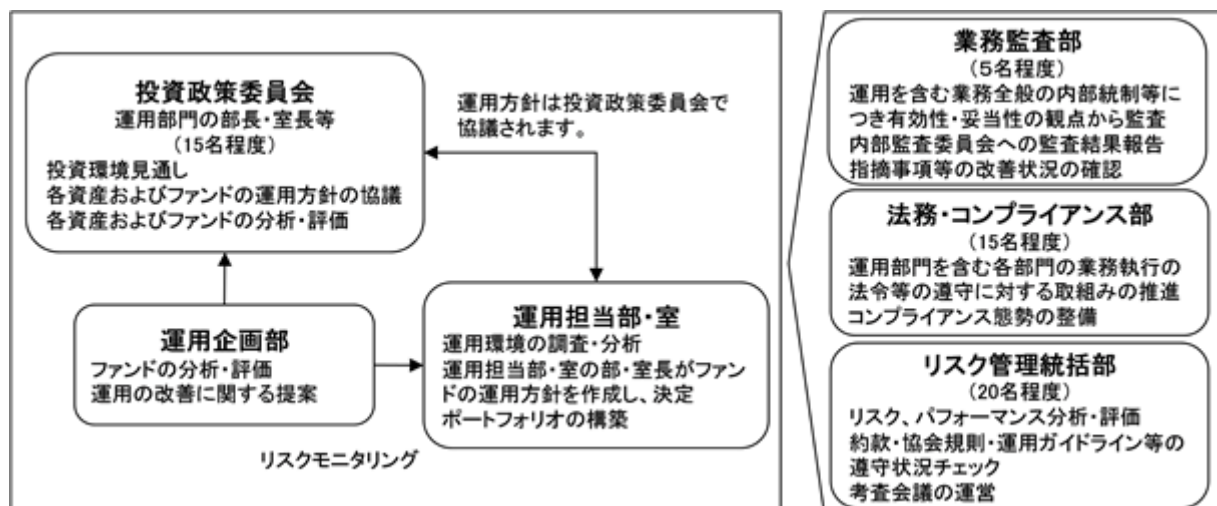 投資政策委員会
運用部門の部長・室長等
(15名程度)
投資環境見通し
各資産およびファンドの運用方針の協議
各資産およびファンドの分析・評価
運用方針は投資政策委員会で
協議されます。
運用企画部
ファンドの分析・評価
運用の改善に関する提案
運用担当部・室
運用環境の調査・分析
運用担当部・室の部・室長がファン
ドの運用方針を作成し、決定
ポートフォリオの構築
リスクモニタリング
業務監査部
(5名程度)
運用を含む業務全般の内部統制等に
つき有効性・妥当性の観点から監査
内部監査委員会への監査結果報告
指摘事項等の改善状況の確認
法務・コンプライアンス部
(15名程度)
運用部門を含む各部門の業務執行の
法令等の遵守に対する取組みの推進
コンプライアンス態勢の整備
リスク管理統括部
(20名程度)
リスク、パフォーマンス分析・評価
約款・協会規則・運用ガイドライン等の
遵守状況チェック
考査会議の運営